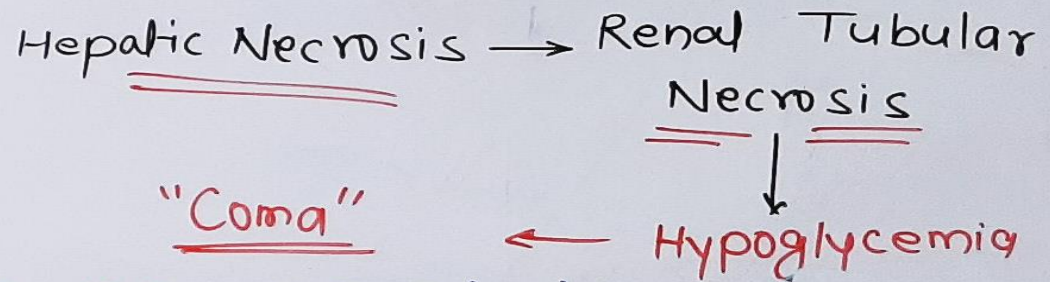 Hepatic Necrosis → Renal Tubular
Necrosis
↓
"Coma" ← Hypoglycemia